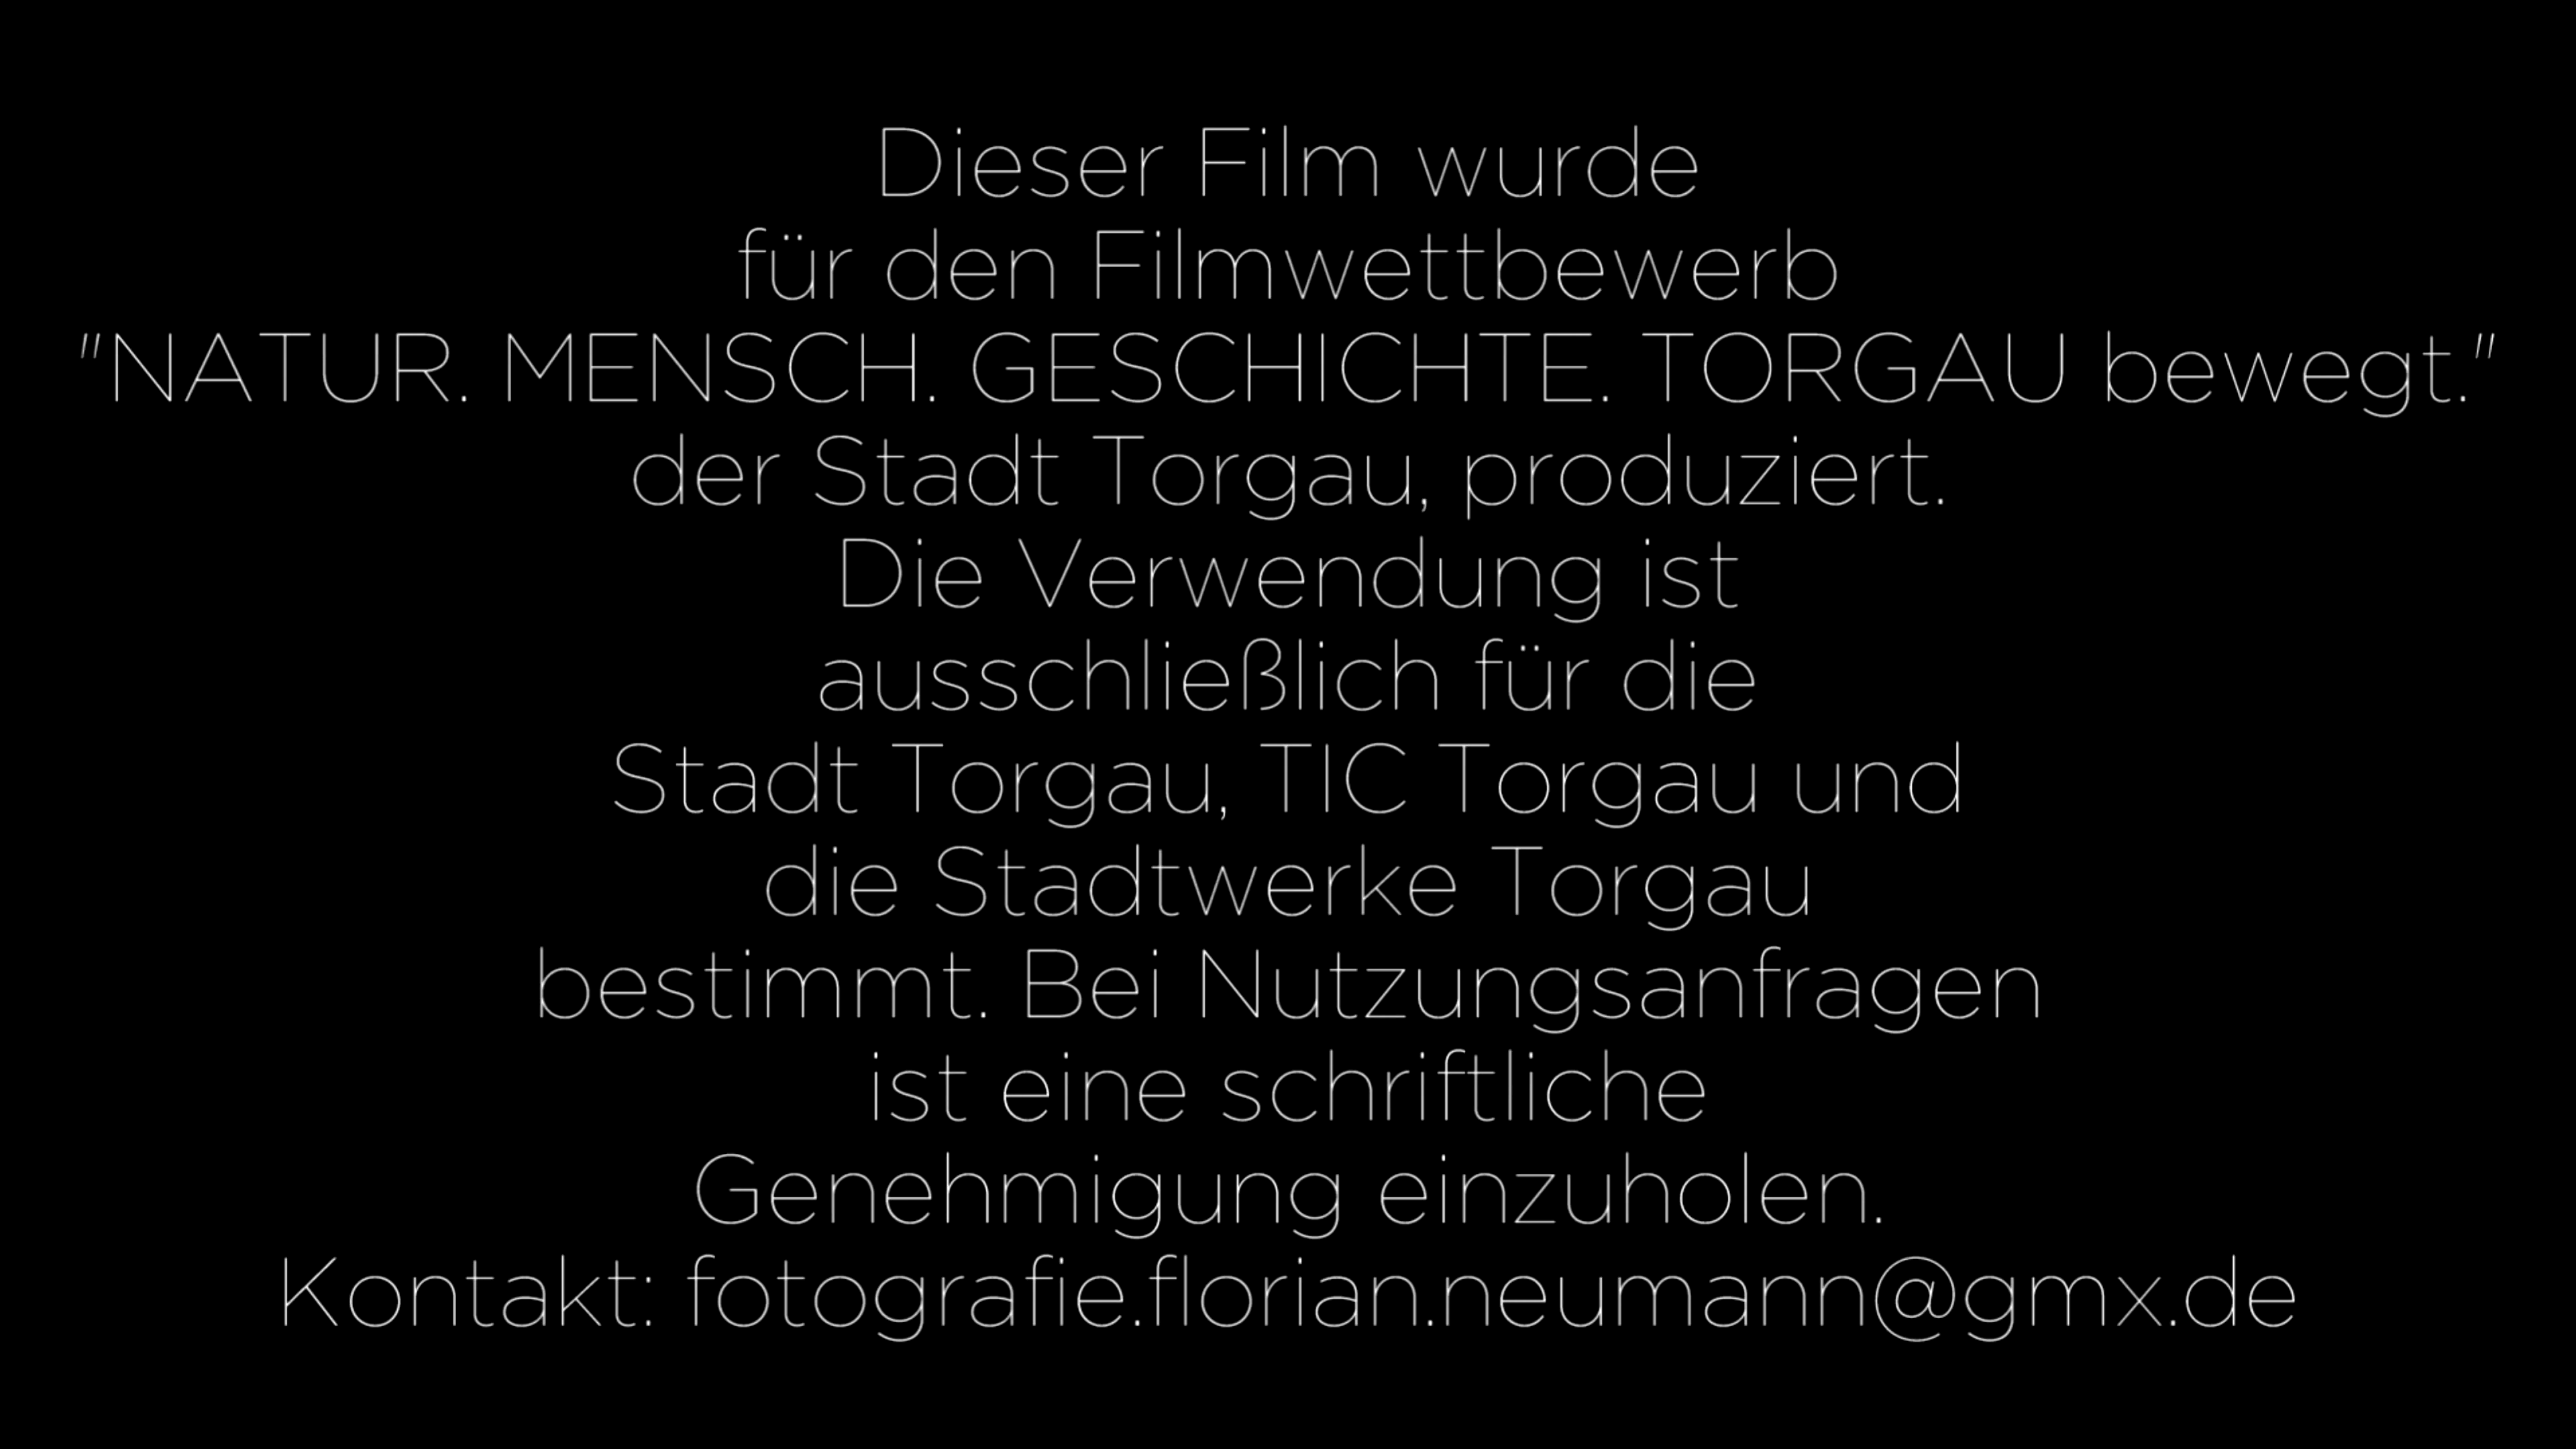 Dieser Film wurde
für den Filmwettbewerb
"NATUR. MENSCH. GESCHICHTE. TORGAU bewegt."
der Stadt Torgau, produziert.
Die Verwendung ist
ausschließlich für die
Stadt Torgau, TIC Torgau und
die Stadtwerke Torgau
bestimmt. Bei Nutzungsanfragen
ist eine schriftliche
Genehmigung einzuholen.
Kontakt: fotografie.florian.neumann@gmx.de